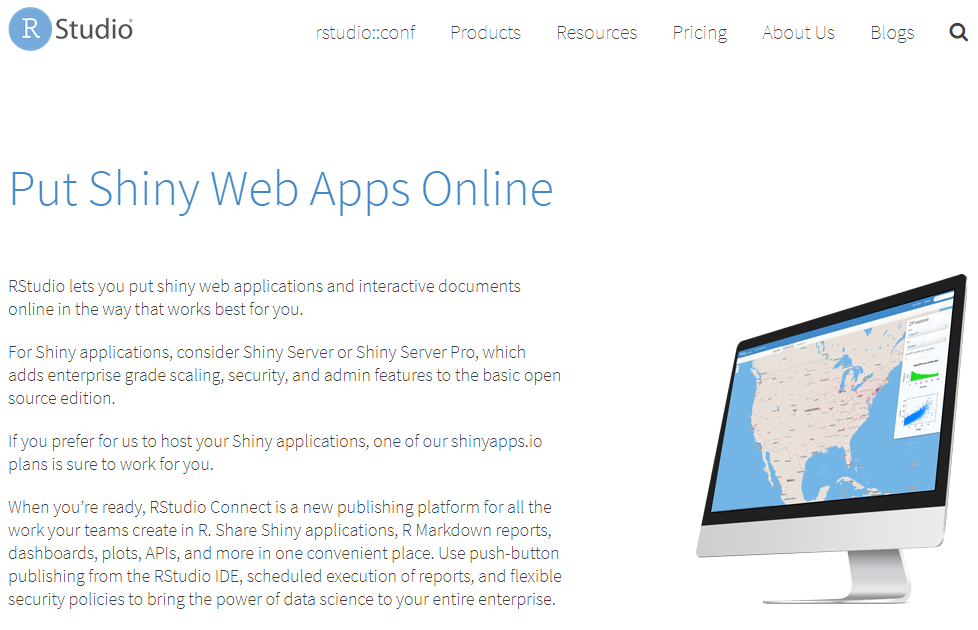 R Studio
rstudio::conf Products Resources Pricing About Us Blogs
Put Shiny Web Apps Online
RStudio lets you put shiny web applications and interactive documents
online in the way that works best for you.
For Shiny applications, consider Shiny Server or Shiny Server Pro, which
adds enterprise grade scaling, security, and admin features to the basic open
source edition.
If you prefer for us to host your Shiny applications, one of our shinyapps.io
plans is sure to work for you.
When you’re ready, RStudio Connect is a new publishing platform for all the
work your teams create in R. Share Shiny applications, R Markdown reports,
dashboards, plots, APIs, and more in one convenient place. Use push-button
publishing from the RStudio IDE, scheduled execution of reports, and flexible
security policies to bring the power of data science to your entire enterprise.
ZIP explorer